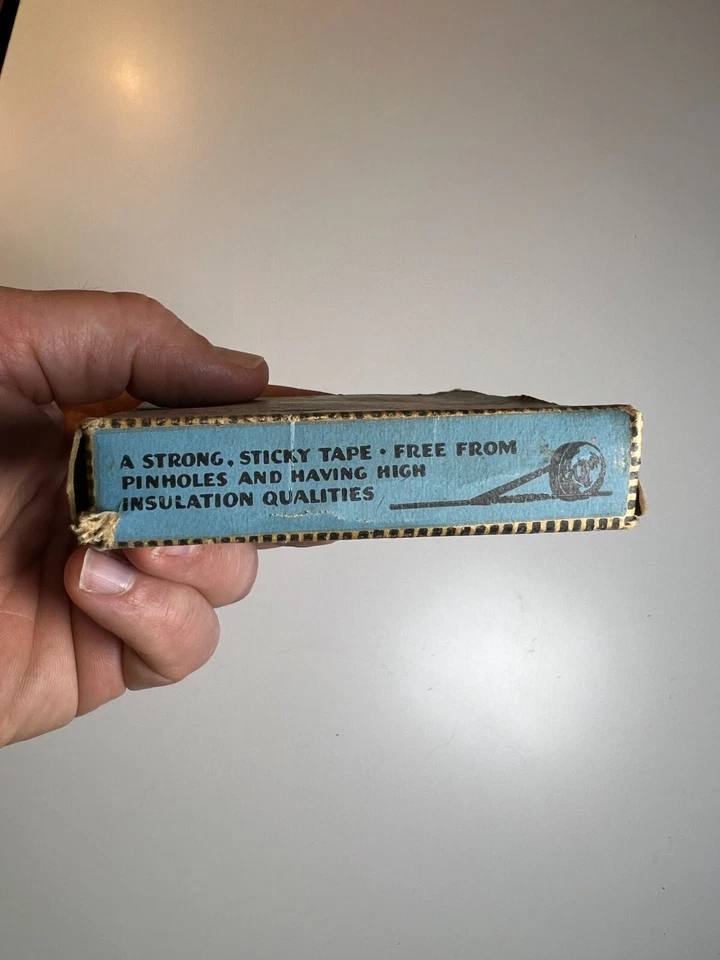 A STRONG, STICKY TAPE · FREE FROM
PINHOLES AND HAVING HIGH
INSULATION QUALITIES